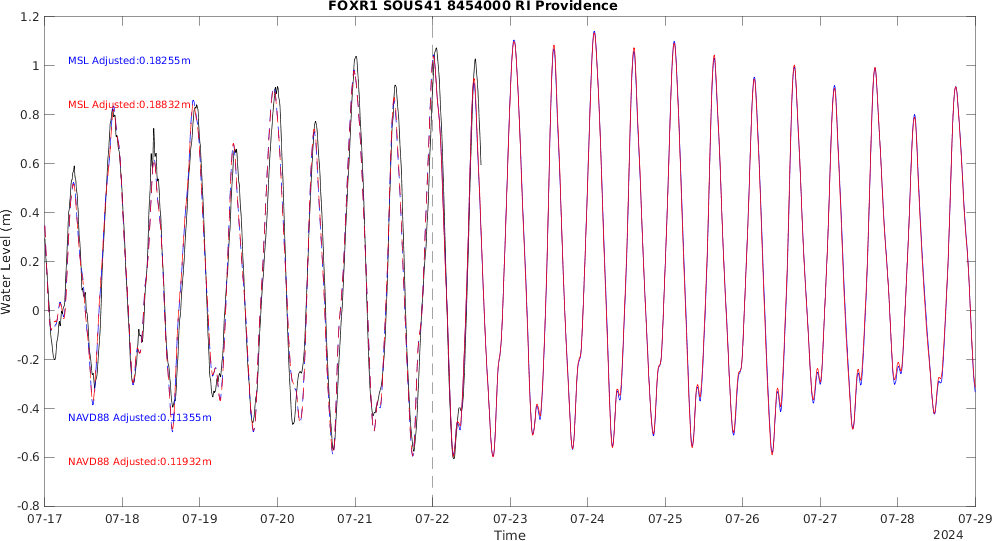 FOXR1 SOUS41 8454000 RI Providence
1.2
1
0.8
0.6
0.4
0.2
0
-0.2
-0.4
-0.6
-0.8
Water Level (m)
MSL Adjusted:0.18255m
MSL Adjusted:0.18832m
NAVD88 Adjusted:0.11355m
NAVD88 Adjusted:0.11932m
07-17 07-18 07-19 07-20 07-21 07-22 07-23 07-24 07-25 07-26 07-27 07-28 07-29
Time
2024